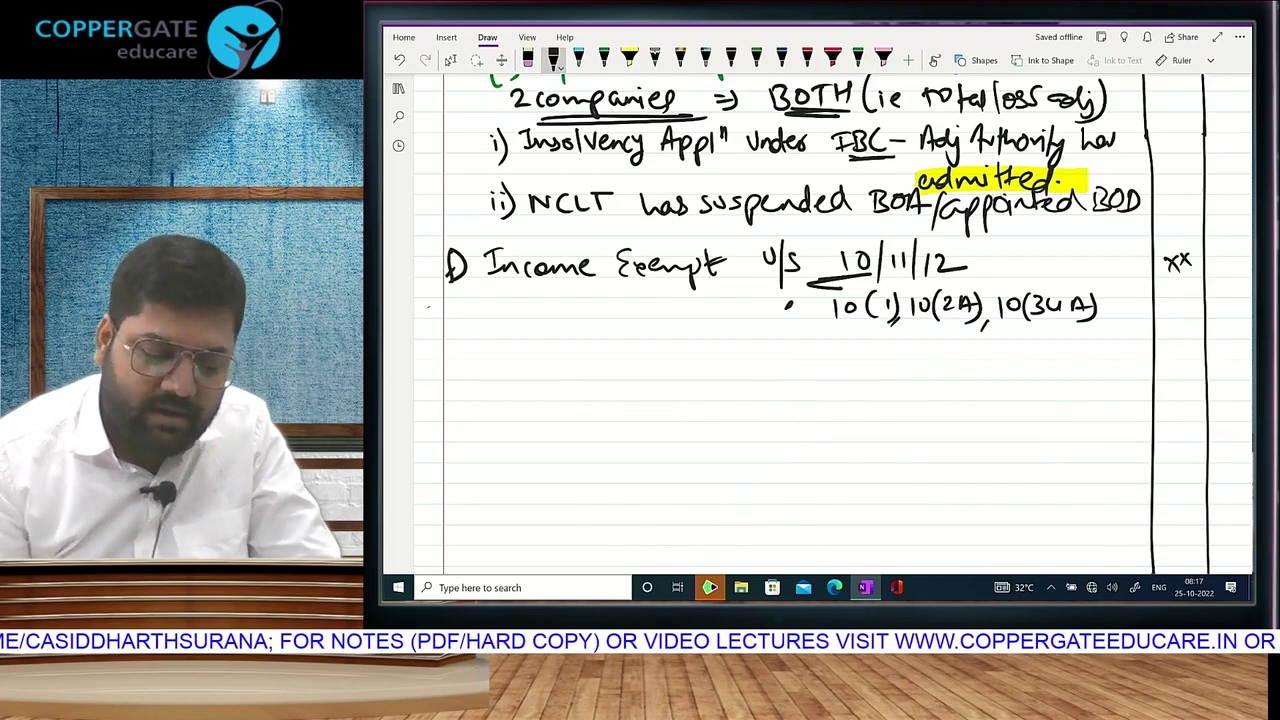 COPPERGATE
educare
Home Insert Draw View Help
Saved offline
Share
Shapes
Ink to Shape
Ink to Text
Ruler
2 companies ⇒ BOTH (ie total loss adj)
i) Insolvency Applⁿ under IBC - Adj Authority has
admitted.
ii) NCLT has suspended BOA/appointed BOD
D Income Exempt U/S 10/11/12 xx
10(1), 10(2A), 10(34A)
Type here to search
32°C
ENG
08:17
25-10-2022
ME/CASIDDHARTHSURANA; FOR NOTES (PDF/HARD COPY) OR VIDEO LECTURES VISIT WWW.COPPERGATEEDUCARE.IN OR